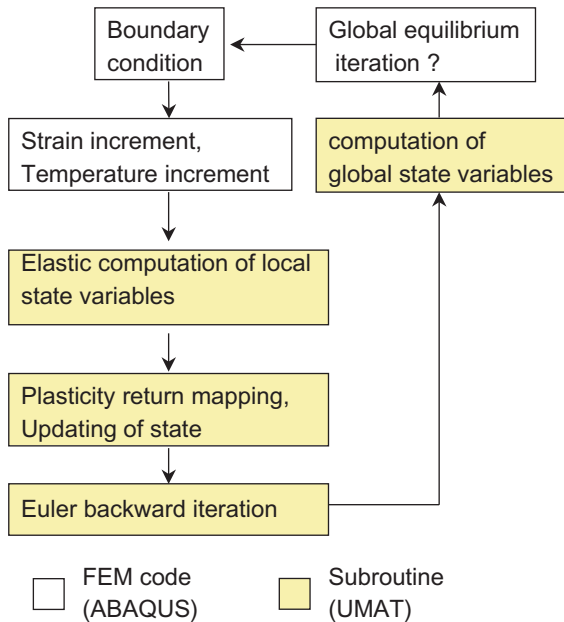 Boundary
condition
Global equilibrium
iteration ?
Strain increment,
Temperature increment
computation of
global state variables
Elastic computation of local
state variables
Plasticity return mapping,
Updating of state
Euler backward iteration
FEM code
(ABAQUS)
Subroutine
(UMAT)